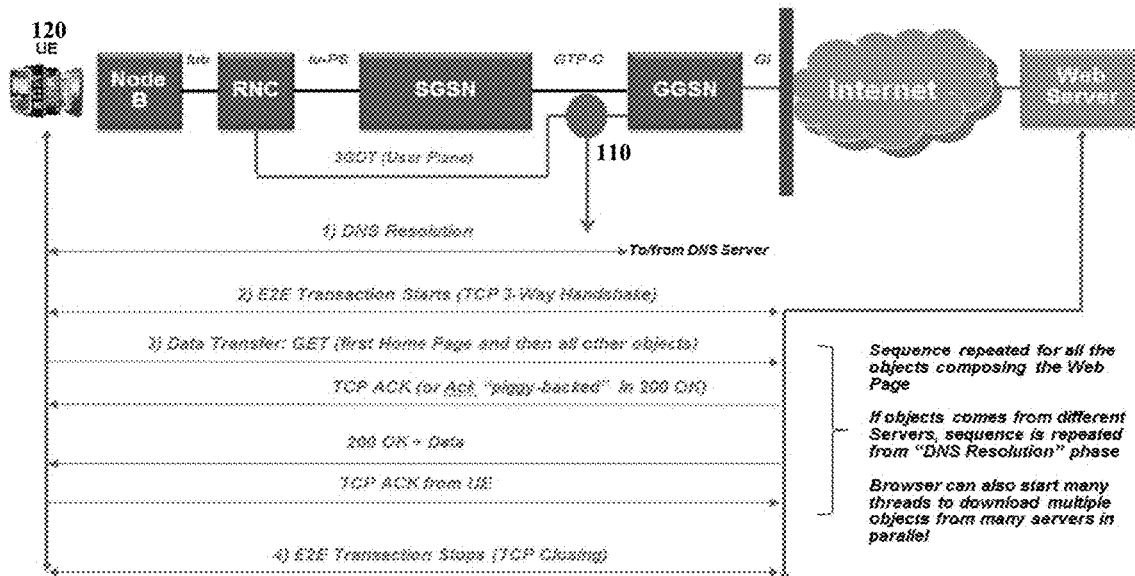 120
UE
Node
B
Iub
RNC
Iu-PS
SGSN
GTP-C
GGSN
Gi
Internet
Web
Server
3GDT (User Plane)
110
1) DNS Resolution
To/from DNS Server
2) E2E Transaction Starts (TCP 3-Way Handshake)
3) Data Transfer: GET (first Home Page and then all other objects)
TCP ACK (or Ack "piggy-backed" in 200 OK)
200 OK + Data
TCP ACK from UE
4) E2E Transaction Stops (TCP Closing)
Sequence repeated for all the
objects composing the Web
Page
If objects comes from different
Servers, sequence is repeated
from "DNS Resolution" phase
Browser can also start many
threads to download multiple
objects from many servers in
parallel